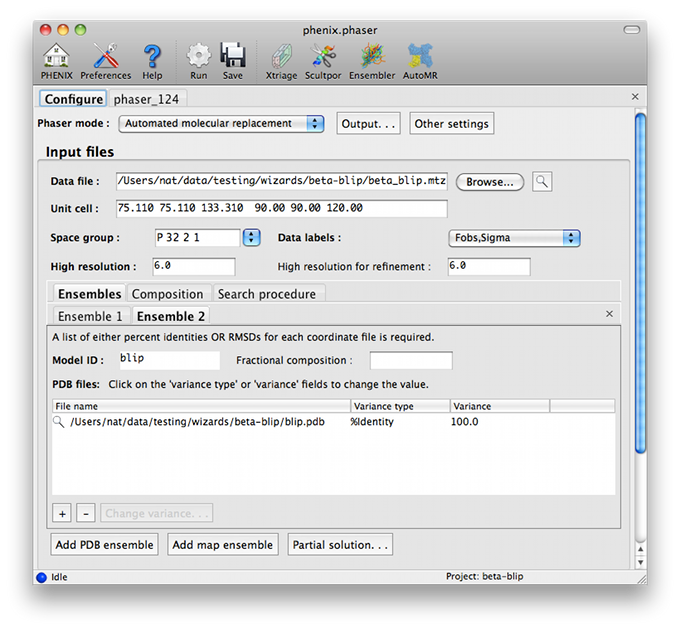 phenix.phaser
PHENIX Preferences Help Run Save Xtriage Scultpor Ensembler AutoMR
Configure phaser_124
Phaser mode : Automated molecular replacement Output. . . Other settings
Input files
Data file : /Users/nat/data/testing/wizards/beta-blip/beta_blip.mtz Browse...
Unit cell : 75.110 75.110 133.310 90.00 90.00 120.00
Space group : P 32 2 1 Data labels : Fobs,Sigma
High resolution : 6.0 High resolution for refinement : 6.0
Ensembles Composition Search procedure
Ensemble 1 Ensemble 2
A list of either percent identities OR RMSDs for each coordinate file is required.
Model ID : blip Fractional composition :
PDB files: Click on the 'variance type' or 'variance' fields to change the value.
File name Variance type Variance
/Users/nat/data/testing/wizards/beta-blip/blip.pdb %Identity 100.0
+ - Change variance. . .
Add PDB ensemble Add map ensemble Partial solution. . .
Idle Project: beta-blip